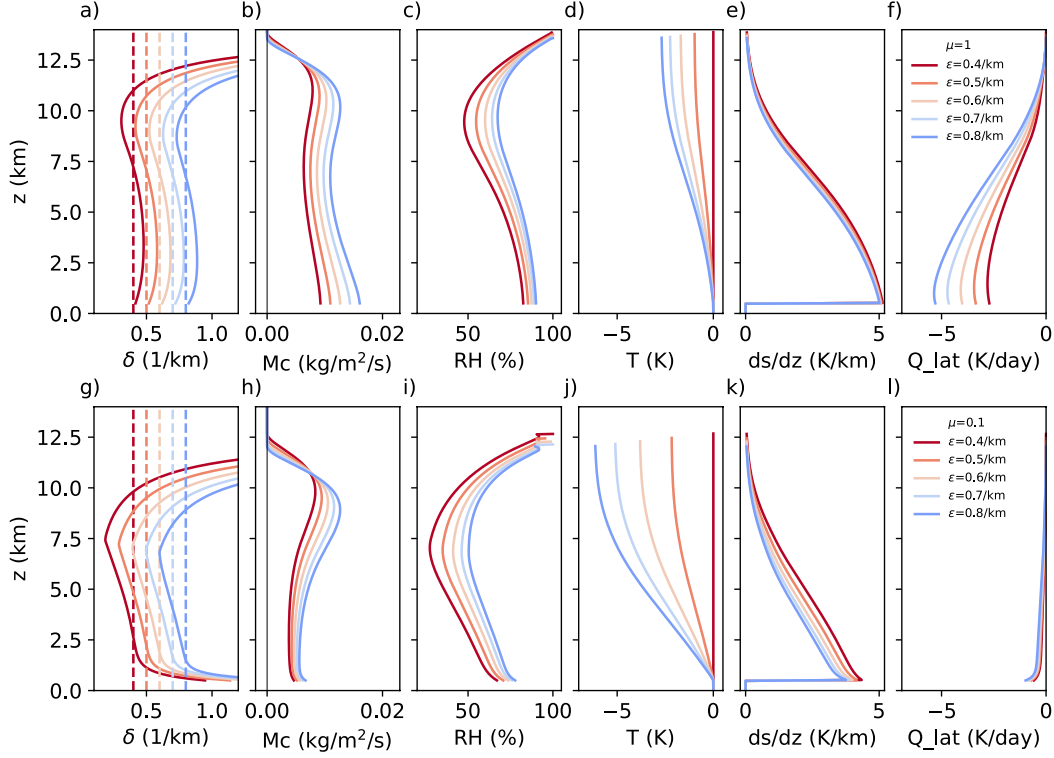 a) b) c) d) e) f)
12.5
10.0
7.5
5.0
2.5
0.0
z (km)
μ=1
ε=0.4/km
ε=0.5/km
ε=0.6/km
ε=0.7/km
ε=0.8/km
0.5 1.0 0.00 0.02 0 50 100 −5 0 0 5 −5 0
δ (1/km) Mc (kg/m²/s) RH (%) T (K) ds/dz (K/km) Q_lat (K/day)
g) h) i) j) k) l)
12.5
10.0
7.5
5.0
2.5
0.0
z (km)
μ=0.1
ε=0.4/km
ε=0.5/km
ε=0.6/km
ε=0.7/km
ε=0.8/km
0.5 1.0 0.00 0.02 0 50 100 −5 0 0 5 −5 0
δ (1/km) Mc (kg/m²/s) RH (%) T (K) ds/dz (K/km) Q_lat (K/day)